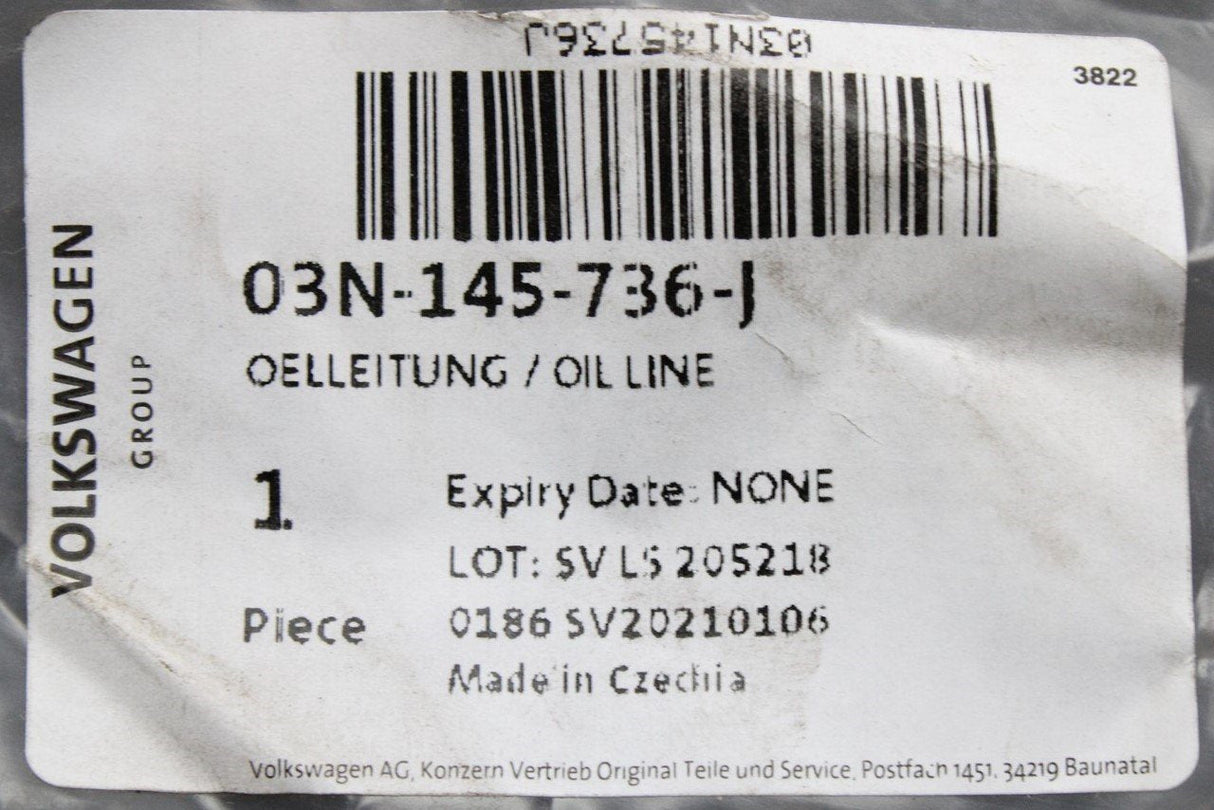 03N145736J
3822
03N-145-736-J
OELLEITUNG / OIL LINE
VOLKSWAGEN
GROUP
1
Piece
Expiry Date: NONE
LOT: SV LS 205218
0186 SV20210106
Made in Czechia
Volkswagen AG, Konzern Vertrieb Original Teile und Service, Postfach 1451, 34219 Baunatal